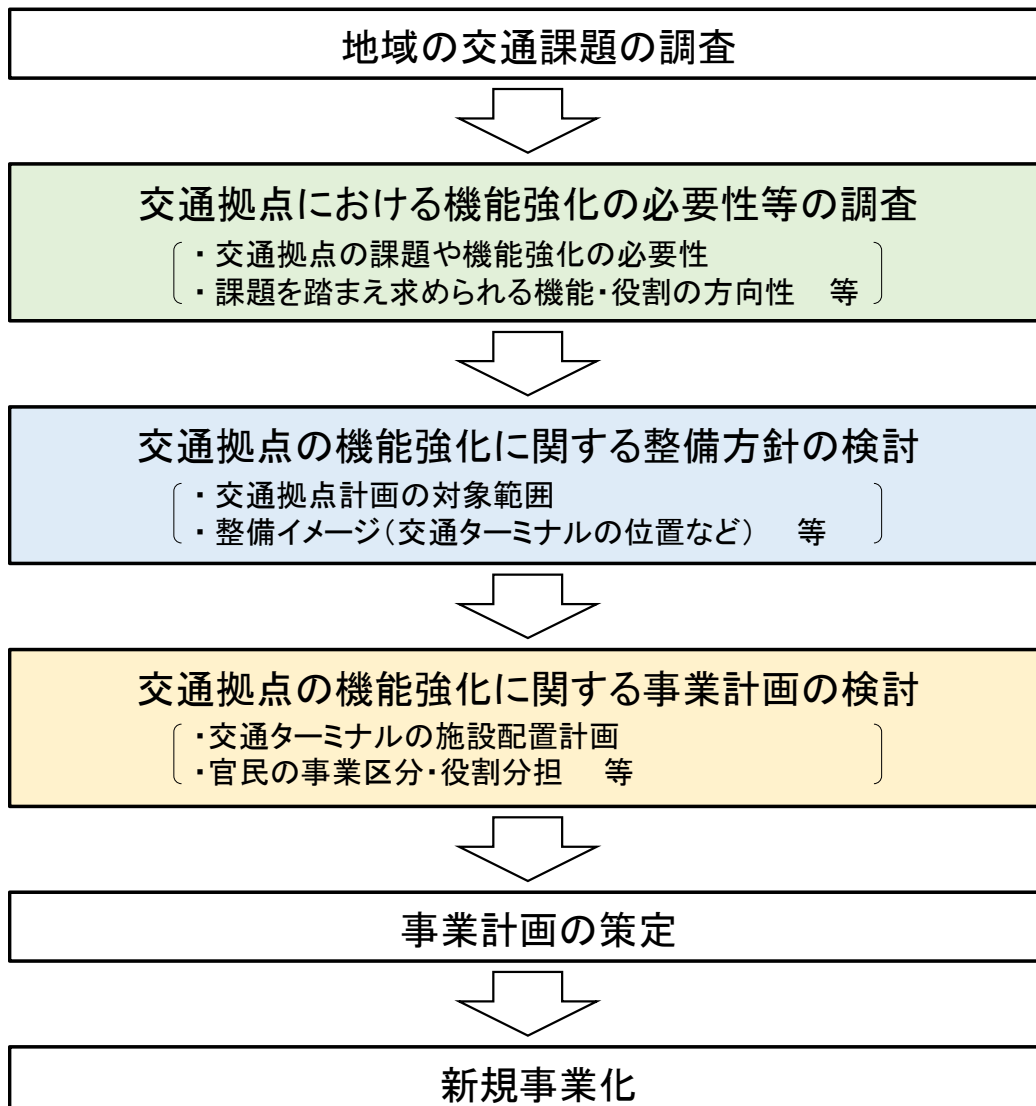 地域の交通課題の調査
交通拠点における機能強化の必要性等の調査
・交通拠点の課題や機能強化の必要性
・課題を踏まえ求められる機能・役割の方向性　等
交通拠点の機能強化に関する整備方針の検討
・交通拠点計画の対象範囲
・整備イメージ（交通ターミナルの位置など）　等
交通拠点の機能強化に関する事業計画の検討
・交通ターミナルの施設配置計画
・官民の事業区分・役割分担　等
事業計画の策定
新規事業化